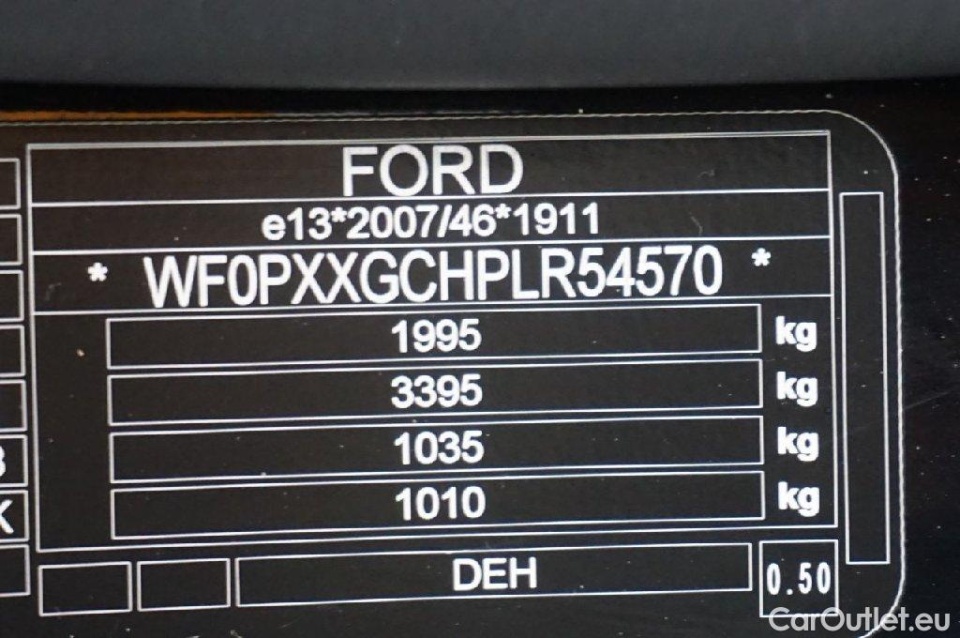 FORD
e13*2007/46*1911
* WF0PXXGCHPLR54570 *
1995 kg
3395 kg
1035 kg
1010 kg
K
DEH
0.50
CarOutlet.eu